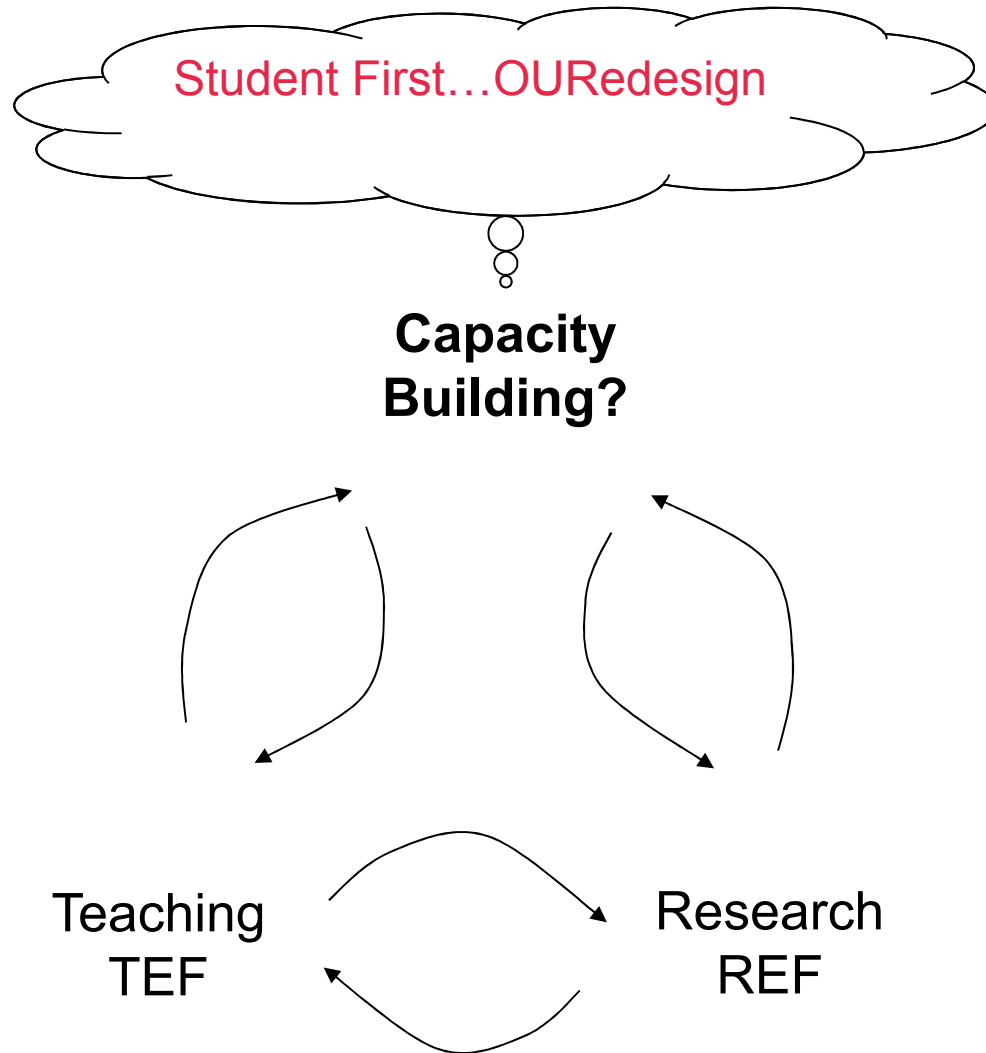 Student First…OURedesign
Capacity
Building?
Teaching
TEF
Research
REF